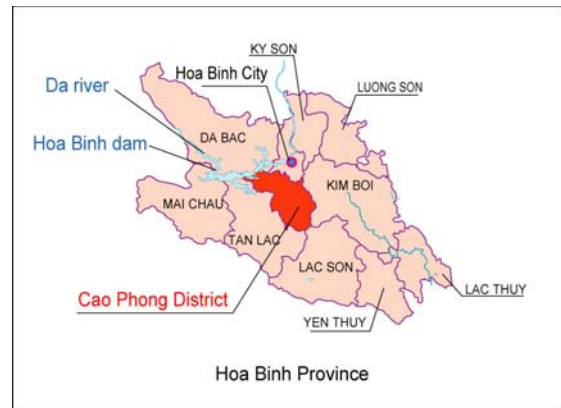 KY SON
Hoa Binh City
LUONG SON
Da river
DA BAC
Hoa Binh dam
KIM BOI
MAI CHAU
TAN LAC
LAC SON
Cao Phong District
LAC THUY
YEN THUY
Hoa Binh Province